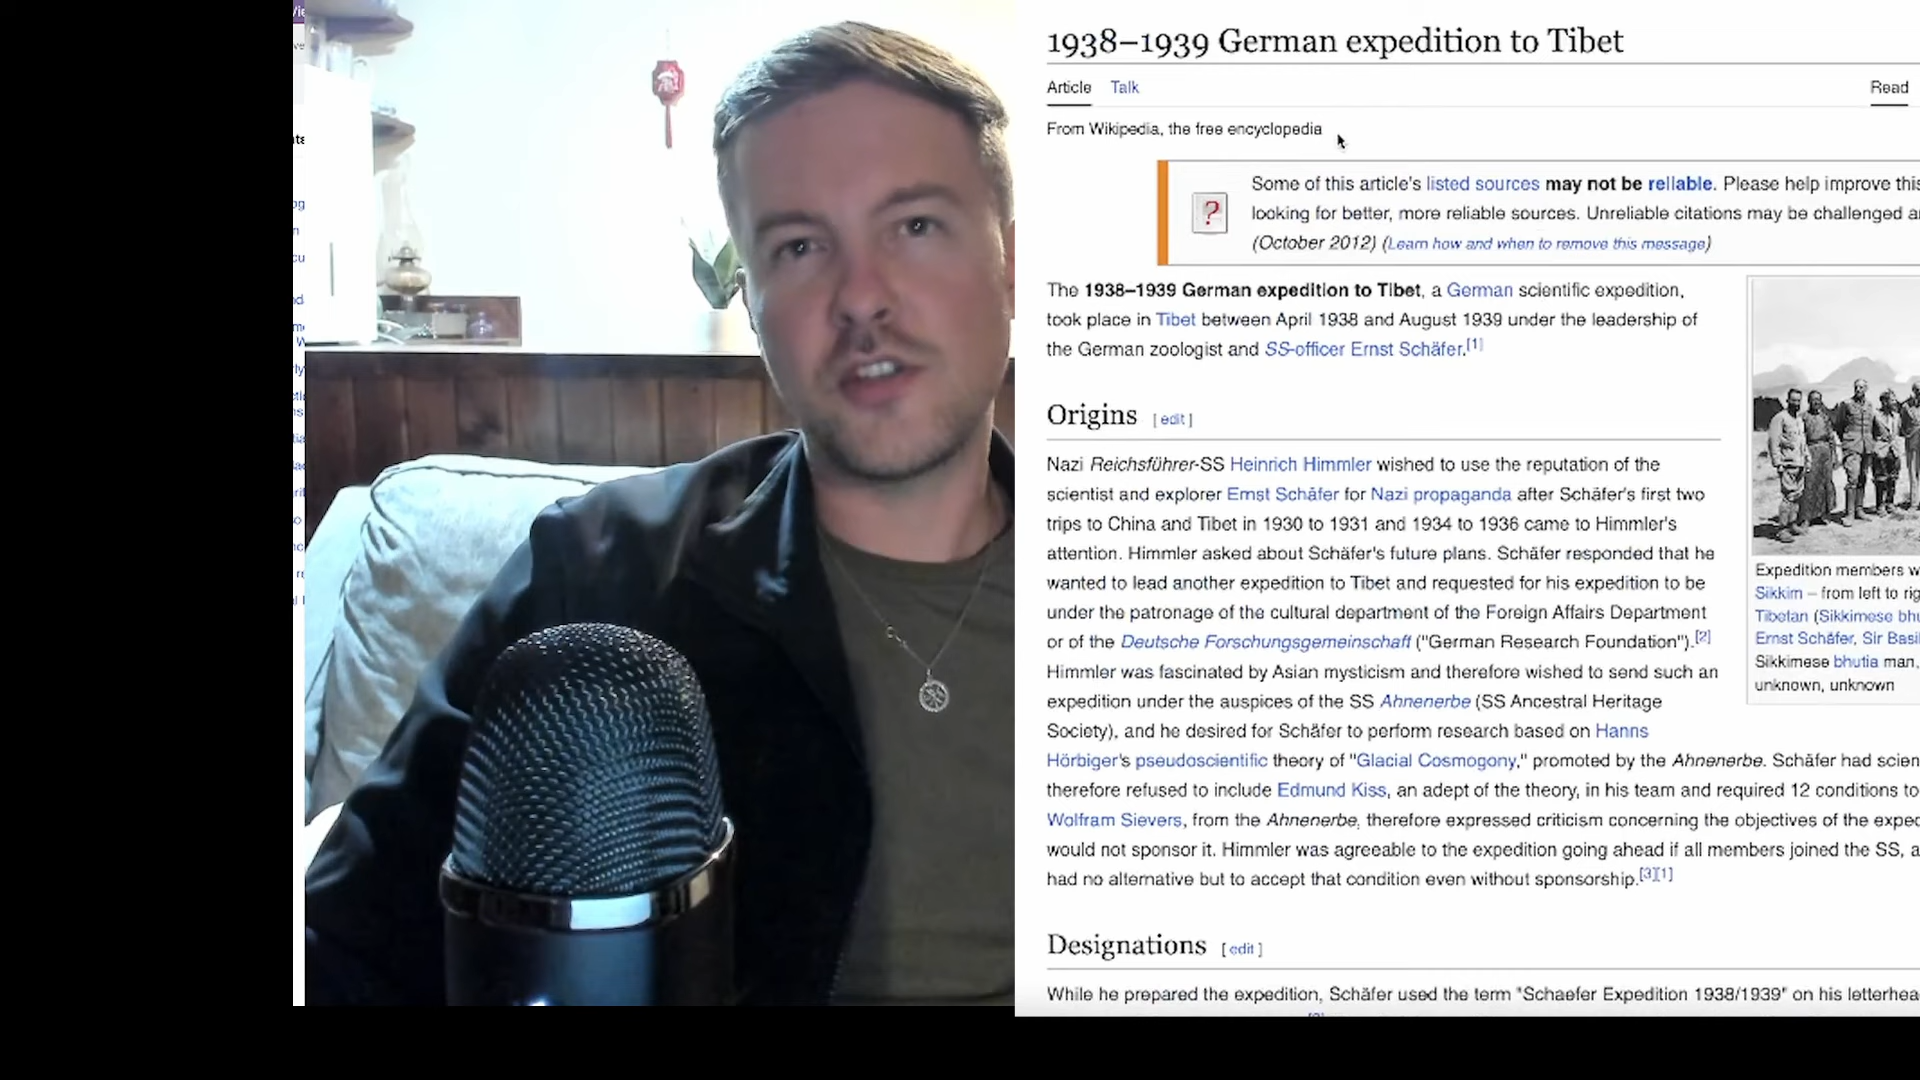 1938–1939 German expedition to Tibet
Article Talk Read
From Wikipedia, the free encyclopedia
Some of this article's listed sources may not be reliable. Please help improve this
looking for better, more reliable sources. Unreliable citations may be challenged
(October 2012) (Learn how and when to remove this message)
The 1938–1939 German expedition to Tibet, a German scientific expedition,
took place in Tibet between April 1938 and August 1939 under the leadership of
the German zoologist and SS-officer Ernst Schäfer.[1]
Origins [ edit ]
Nazi Reichsführer-SS Heinrich Himmler wished to use the reputation of the
scientist and explorer Ernst Schäfer for Nazi propaganda after Schäfer's first two
trips to China and Tibet in 1930 to 1931 and 1934 to 1936 came to Himmler's
attention. Himmler asked about Schäfer's future plans. Schäfer responded that he
wanted to lead another expedition to Tibet and requested for his expedition to be
under the patronage of the cultural department of the Foreign Affairs Department
or of the Deutsche Forschungsgemeinschaft ("German Research Foundation").[2]
Himmler was fascinated by Asian mysticism and therefore wished to send such an
expedition under the auspices of the SS Ahnenerbe (SS Ancestral Heritage
Society), and he desired for Schäfer to perform research based on Hanns
Hörbiger's pseudoscientific theory of "Glacial Cosmogony," promoted by the Ahnenerbe. Schäfer had
therefore refused to include Edmund Kiss, an adept of the theory, in his team and required 12 conditions to
Wolfram Sievers, from the Ahnenerbe, therefore expressed criticism concerning the objectives of the
would not sponsor it. Himmler was agreeable to the expedition going ahead if all members joined the SS,
had no alternative but to accept that condition even without sponsorship.[3][1]
Expedition members
Sikkim – from left to
Tibetan (Sikkimese
Ernst Schäfer, Sir
Sikkimese bhutia man,
unknown, unknown
Designations [ edit ]
While he prepared the expedition, Schäfer used the term "Schaefer Expedition 1938/1939" on his